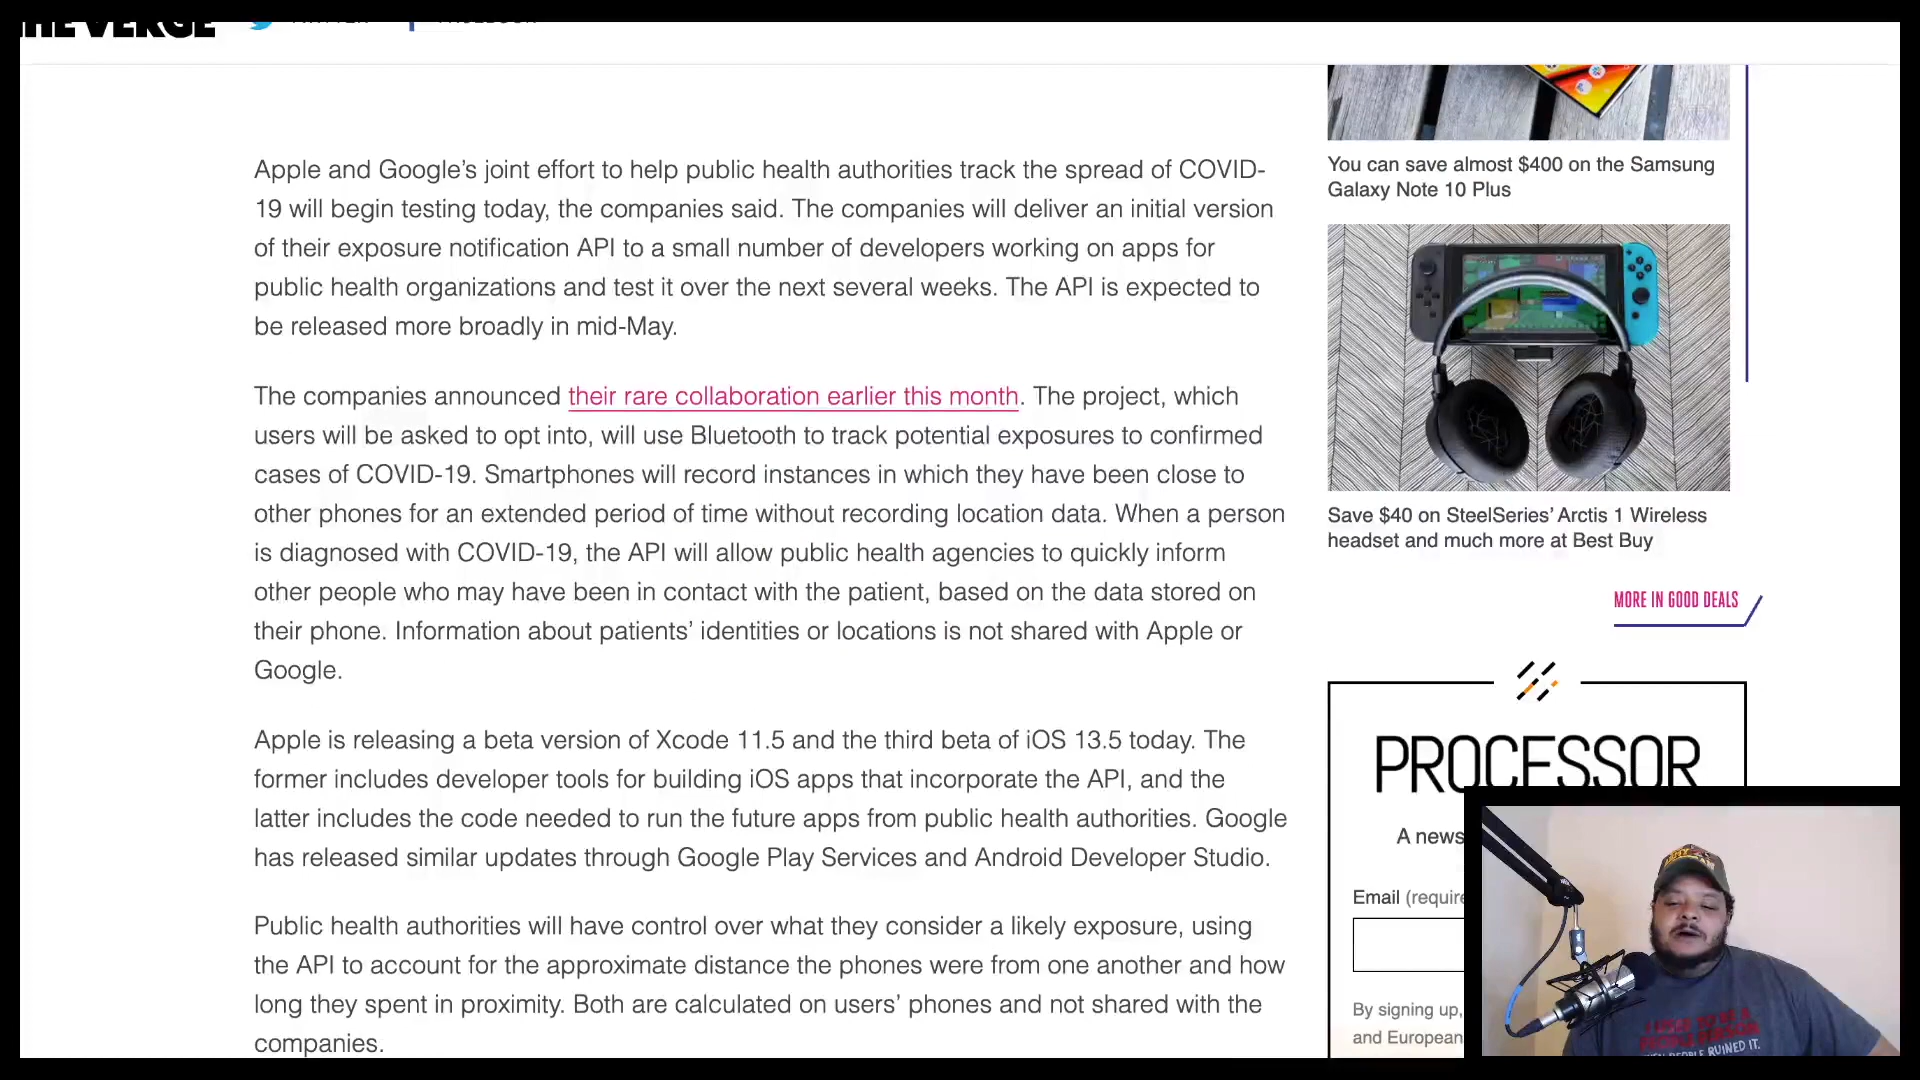 THE VERGE
Apple and Google’s joint effort to help public health authorities track the spread of COVID-
19 will begin testing today, the companies said. The companies will deliver an initial version
of their exposure notification API to a small number of developers working on apps for
public health organizations and test it over the next several weeks. The API is expected to
be released more broadly in mid-May.
The companies announced their rare collaboration earlier this month. The project, which
users will be asked to opt into, will use Bluetooth to track potential exposures to confirmed
cases of COVID-19. Smartphones will record instances in which they have been close to
other phones for an extended period of time without recording location data. When a person
is diagnosed with COVID-19, the API will allow public health agencies to quickly inform
other people who may have been in contact with the patient, based on the data stored on
their phone. Information about patients’ identities or locations is not shared with Apple or
Google.
Apple is releasing a beta version of Xcode 11.5 and the third beta of iOS 13.5 today. The
former includes developer tools for building iOS apps that incorporate the API, and the
latter includes the code needed to run the future apps from public health authorities. Google
has released similar updates through Google Play Services and Android Developer Studio.
Public health authorities will have control over what they consider a likely exposure, using
the API to account for the approximate distance the phones were from one another and how
long they spent in proximity. Both are calculated on users’ phones and not shared with the
companies.
You can save almost $400 on the Samsung
Galaxy Note 10 Plus
Save $40 on SteelSeries’ Arctis 1 Wireless
headset and much more at Best Buy
MORE IN GOOD DEALS
PROCESSOR
A news
Email (require
By signing up,
and European
PEOPLE RUINED IT.